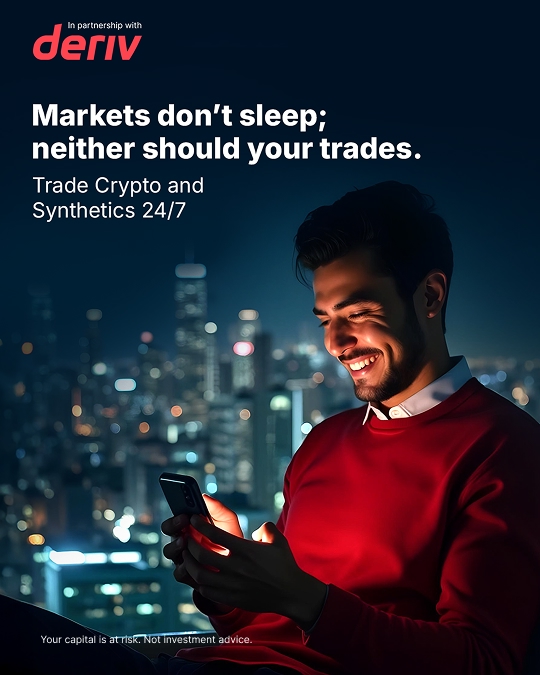 In partnership with
deriv
Markets don’t sleep;
neither should your trades.
Trade Crypto and
Synthetics 24/7
Your capital is at risk. Not investment advice.